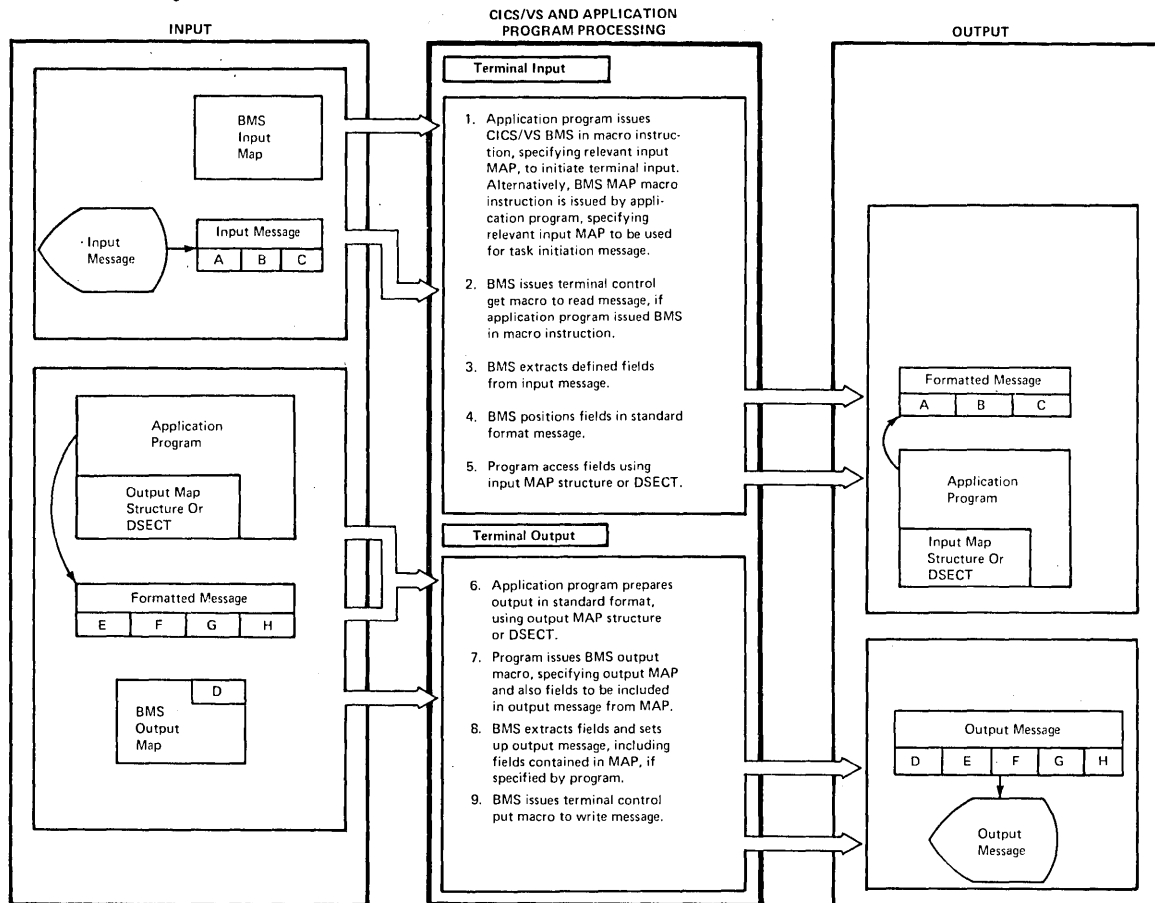 CICS/VS AND APPLICATION
PROGRAM PROCESSING
INPUT
OUTPUT
BMS
Input
Map
Input
Message
Input Message
A B C
Application
Program
Output Map
Structure Or
DSECT
Formatted Message
E F G H
D
BMS
Output
Map
Terminal Input
1. Application program issues
CICS/VS BMS in macro instruc-
tion, specifying relevant input
MAP, to initiate terminal input.
Alternatively, BMS MAP macro
instruction is issued by appli-
cation program, specifying
relevant input MAP to be used
for task initiation message.
2. BMS issues terminal control
get macro to read message, if
application program issued BMS
in macro instruction.
3. BMS extracts defined fields
from input message.
4. BMS positions fields in standard
format message.
5. Program access fields using
input MAP structure or DSECT.
Terminal Output
6. Application program prepares
output in standard format,
using output MAP structure
or DSECT.
7. Program issues BMS output
macro, specifying output MAP
and also fields to be included
in output message from MAP.
8. BMS extracts fields and sets
up output message, including
fields contained in MAP, if
specified by program.
9. BMS issues terminal control
put macro to write message.
Formatted Message
A B C
Application
Program
Input Map
Structure Or
DSECT
Output Message
D E F G H
Output
Message